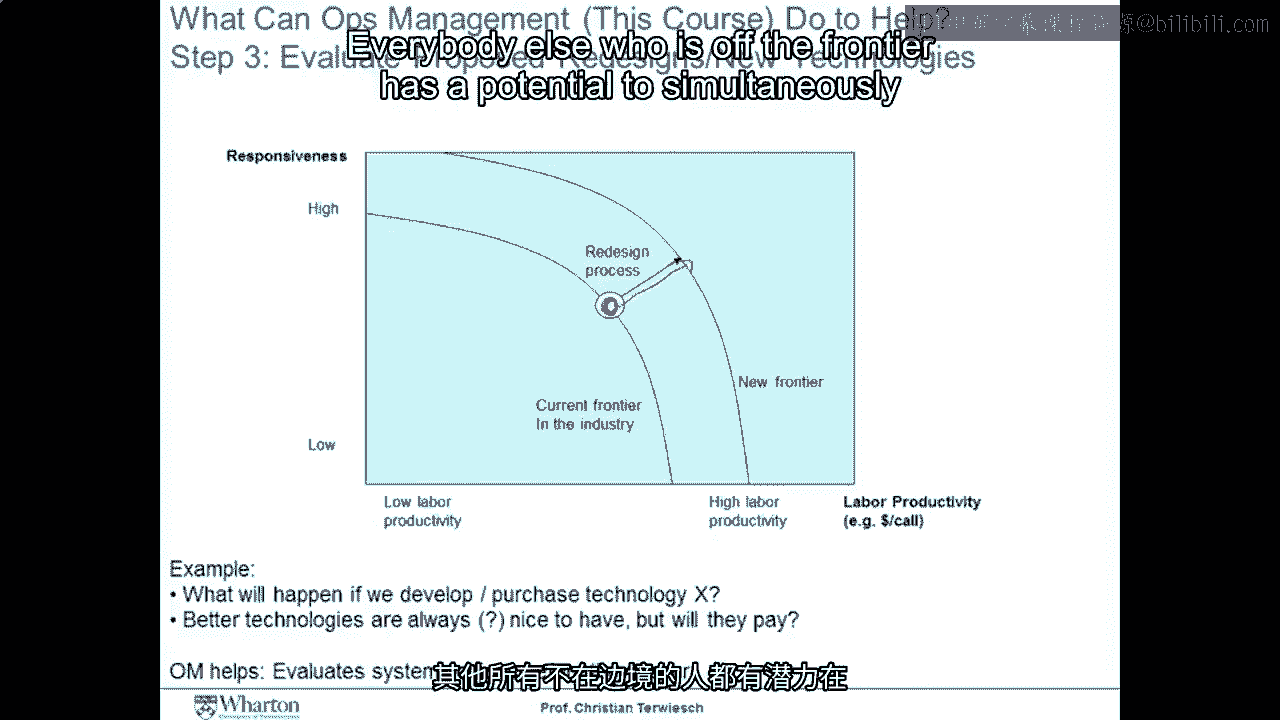 What Can Ops Management (This Course) Do to Help?
源@bilibili.com
Everybody else who is off the frontier
Step 3: Evaluate Proposed Redesigns/New Technologies
has a potential to simultaneously
Responsiveness
High
Redesign
process
New frontier
Current frontier
In the industry
Low
Low labor
productivity
High labor
productivity
Labor Productivity
(e.g. $/call)
Example:
• What will happen if we develop / purchase technology X?
• Better technologies are always (?) nice to have, but will they pay?
OM helps: Evaluates system
其他所有不在边境的人都有潜力在
Wharton
Prof. Christian Terwiesch